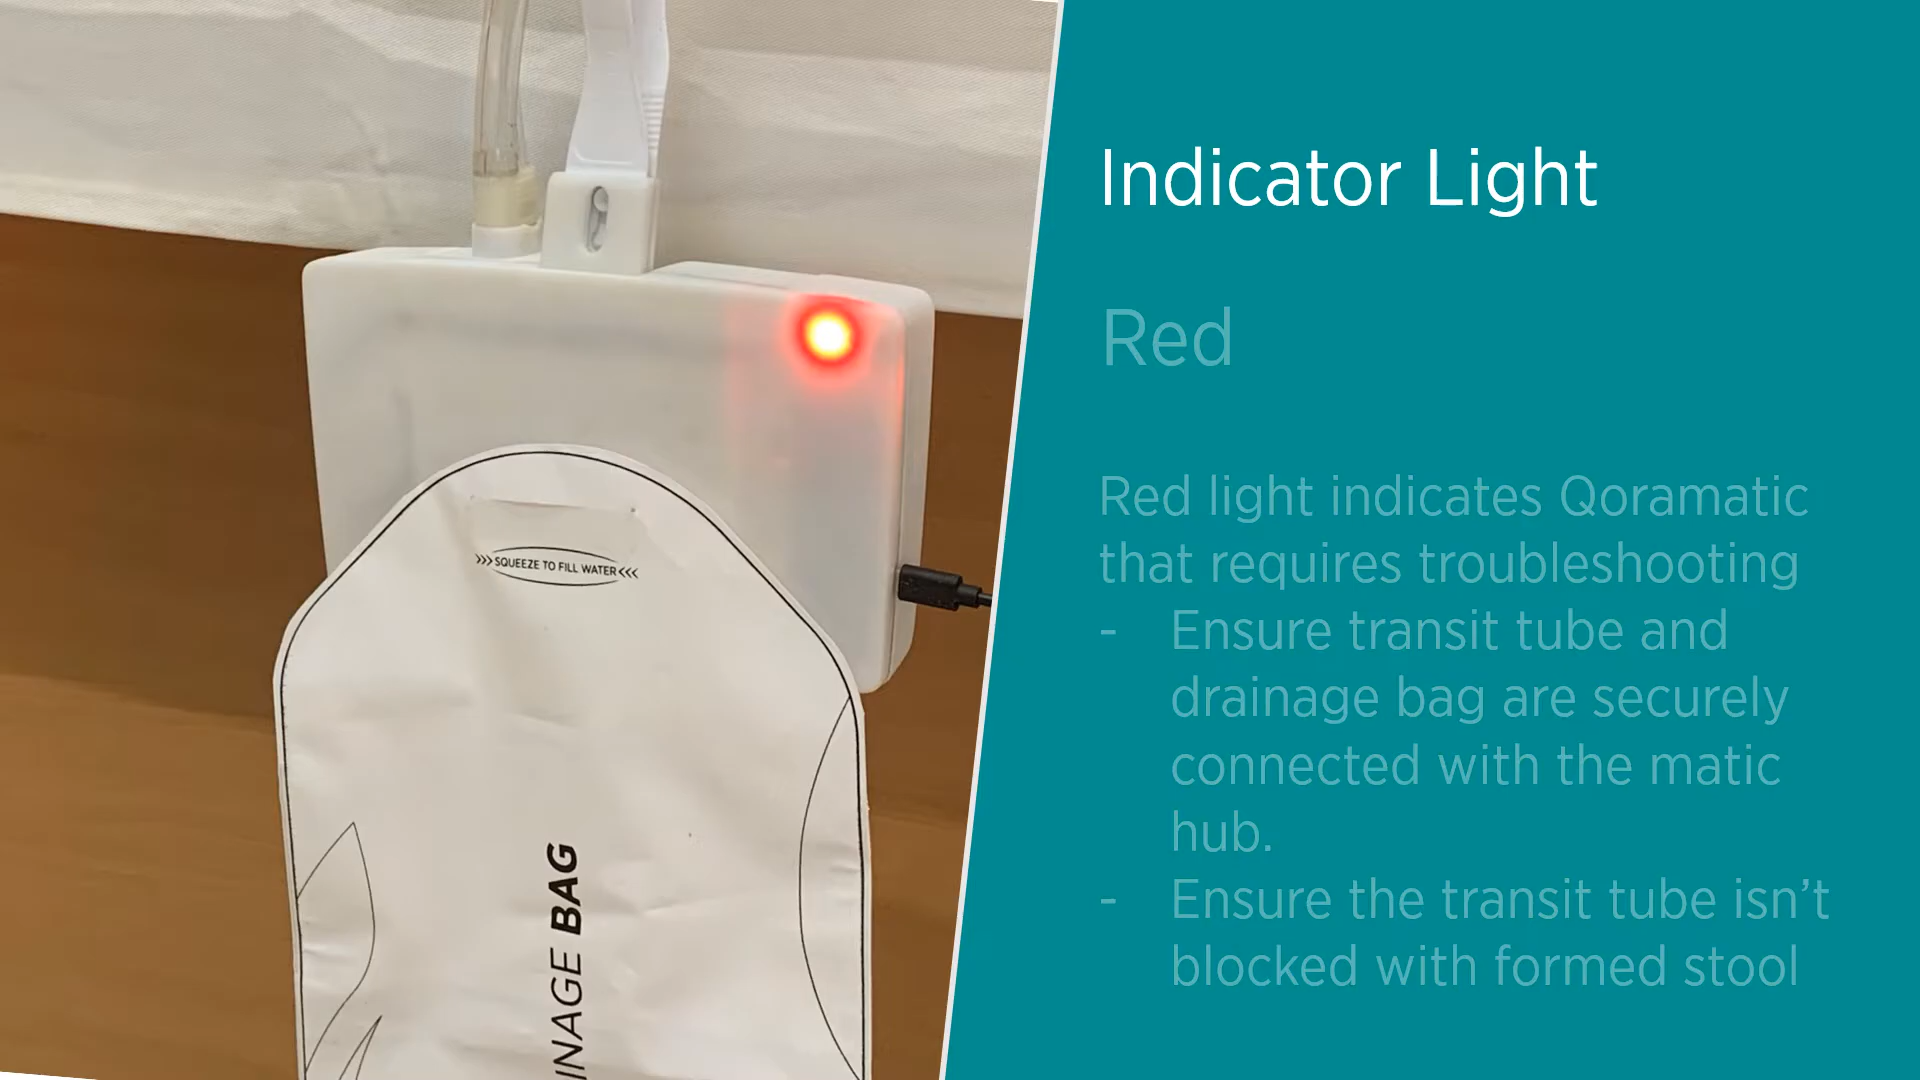 Indicator Light
Red
Red light indicates Qoramatic
that requires troubleshooting
- Ensure transit tube and
drainage bag are securely
connected with the matic
hub.
- Ensure the transit tube isn't
blocked with formed stool
>>> SQUEEZE TO FILL WATER <<<
INAGE BAG